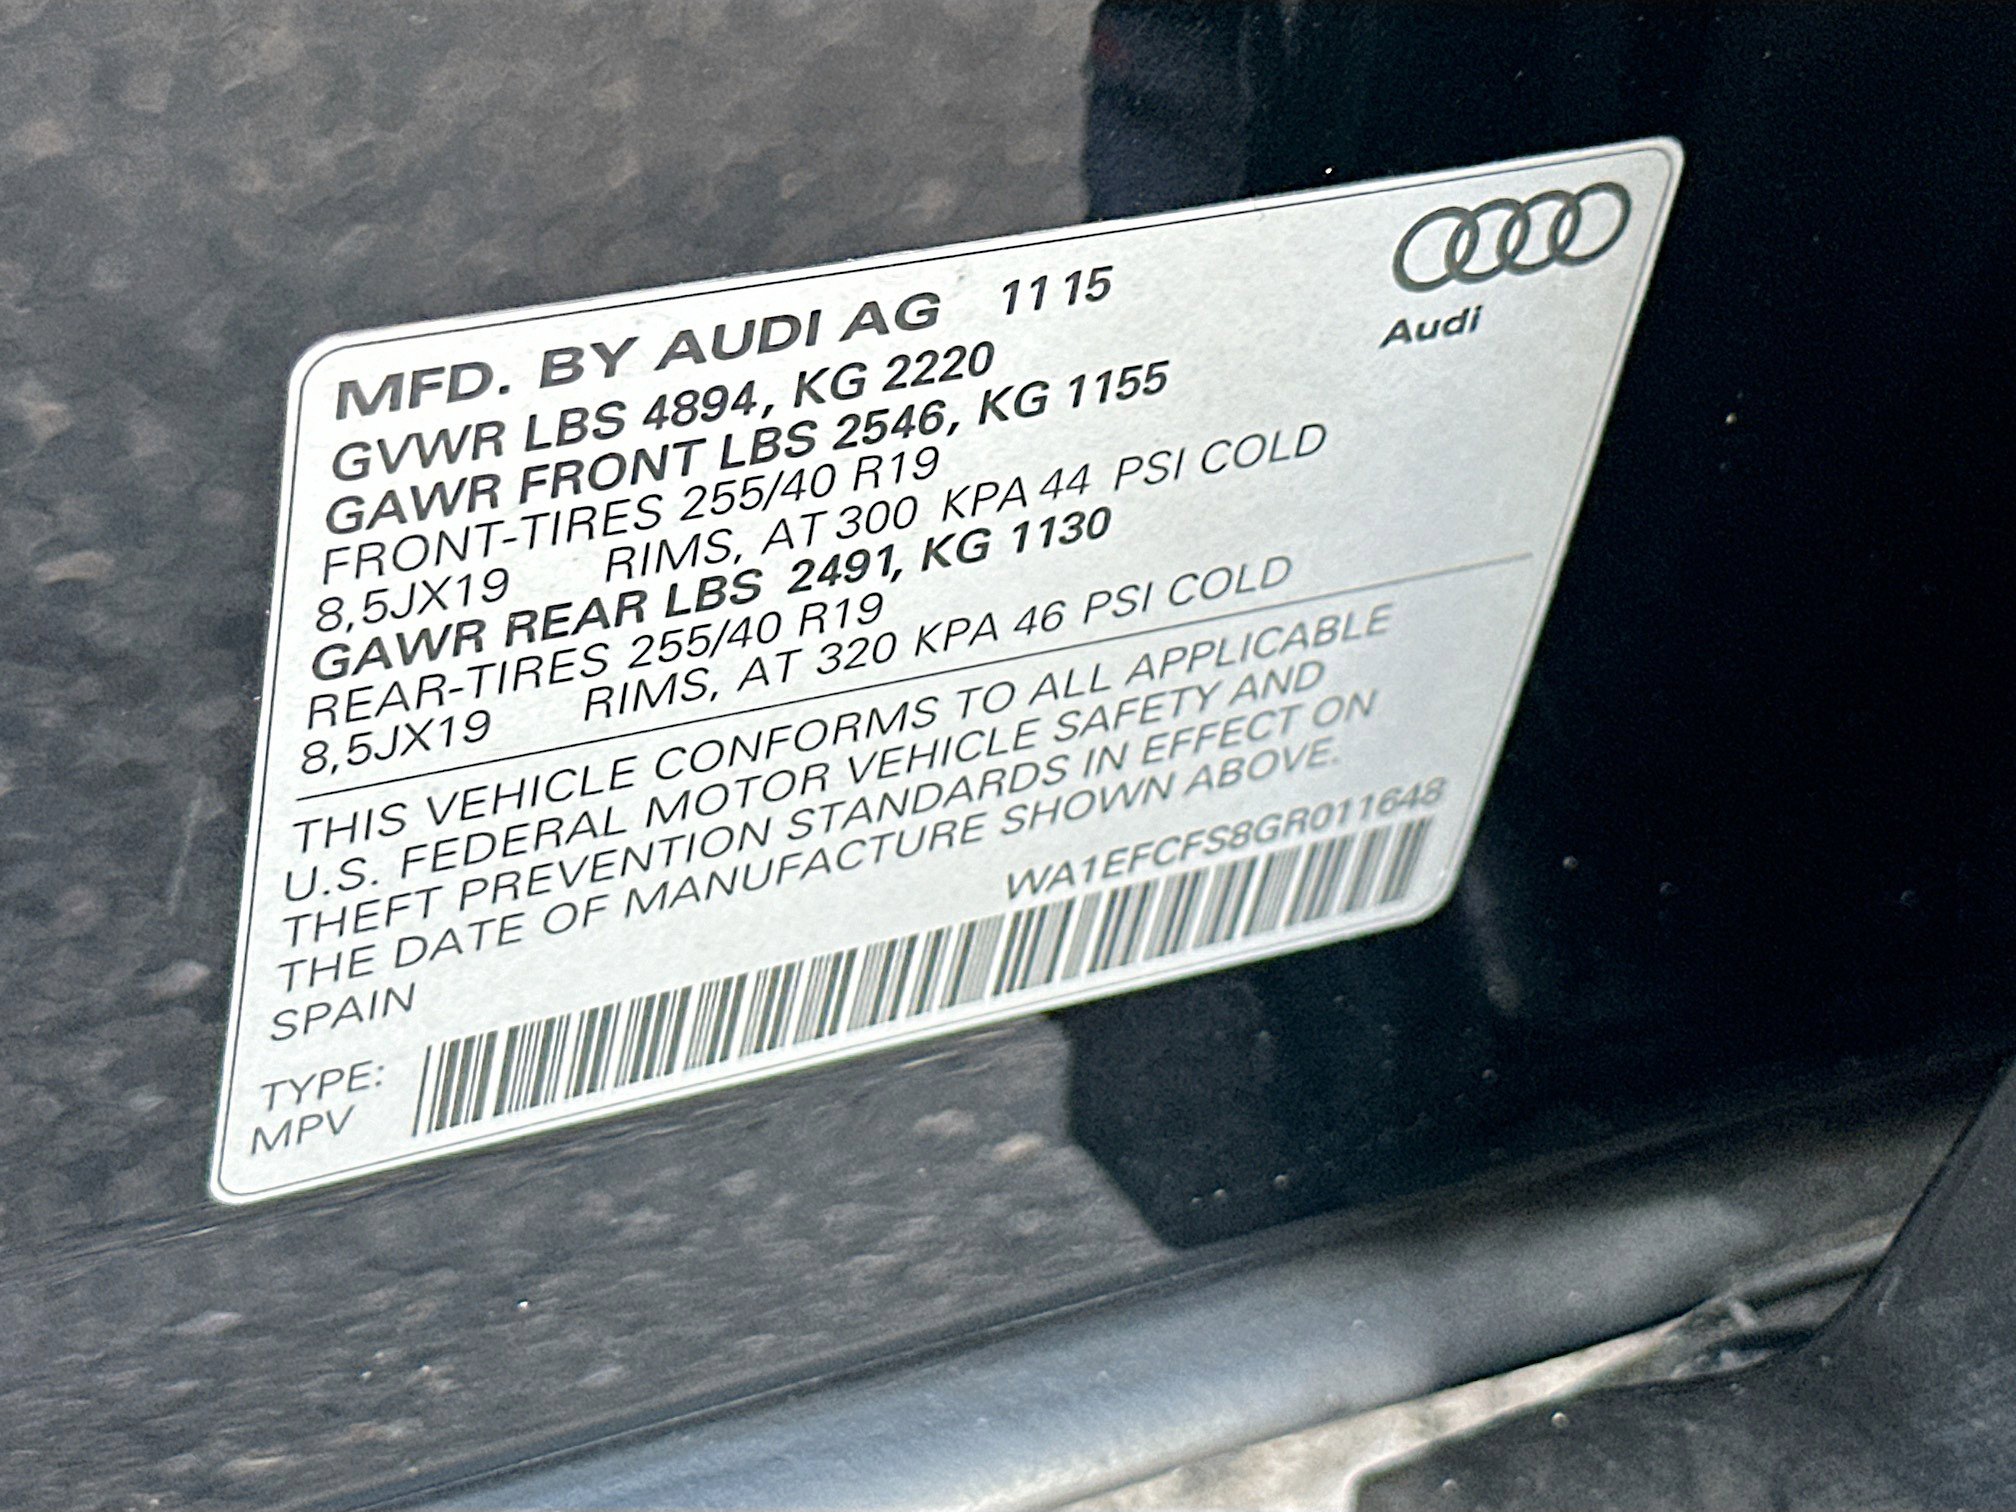 MFD. BY AUDI AG 11 15
Audi
GVWR LBS 4894, KG 2220
GAWR FRONT LBS 2546, KG 1155
FRONT-TIRES 255/40 R19
8,5JX19 RIMS, AT 300 KPA 44 PSI COLD
GAWR REAR LBS 2491, KG 1130
REAR-TIRES 255/40 R19
8,5JX19 RIMS, AT 320 KPA 46 PSI COLD
THIS VEHICLE CONFORMS TO ALL APPLICABLE
U.S. FEDERAL MOTOR VEHICLE SAFETY AND
THEFT PREVENTION STANDARDS IN EFFECT ON
THE DATE OF MANUFACTURE SHOWN ABOVE.
SPAIN WA1EFCFS8GR011648
TYPE:
MPV